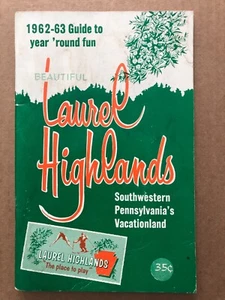 1962-63 Guide to
year 'round fun
BEAUTIFUL
Laurel
Highlands
Southwestern
Pennsylvania's
Vacationland
LAUREL HIGHLANDS
The place to play
35¢